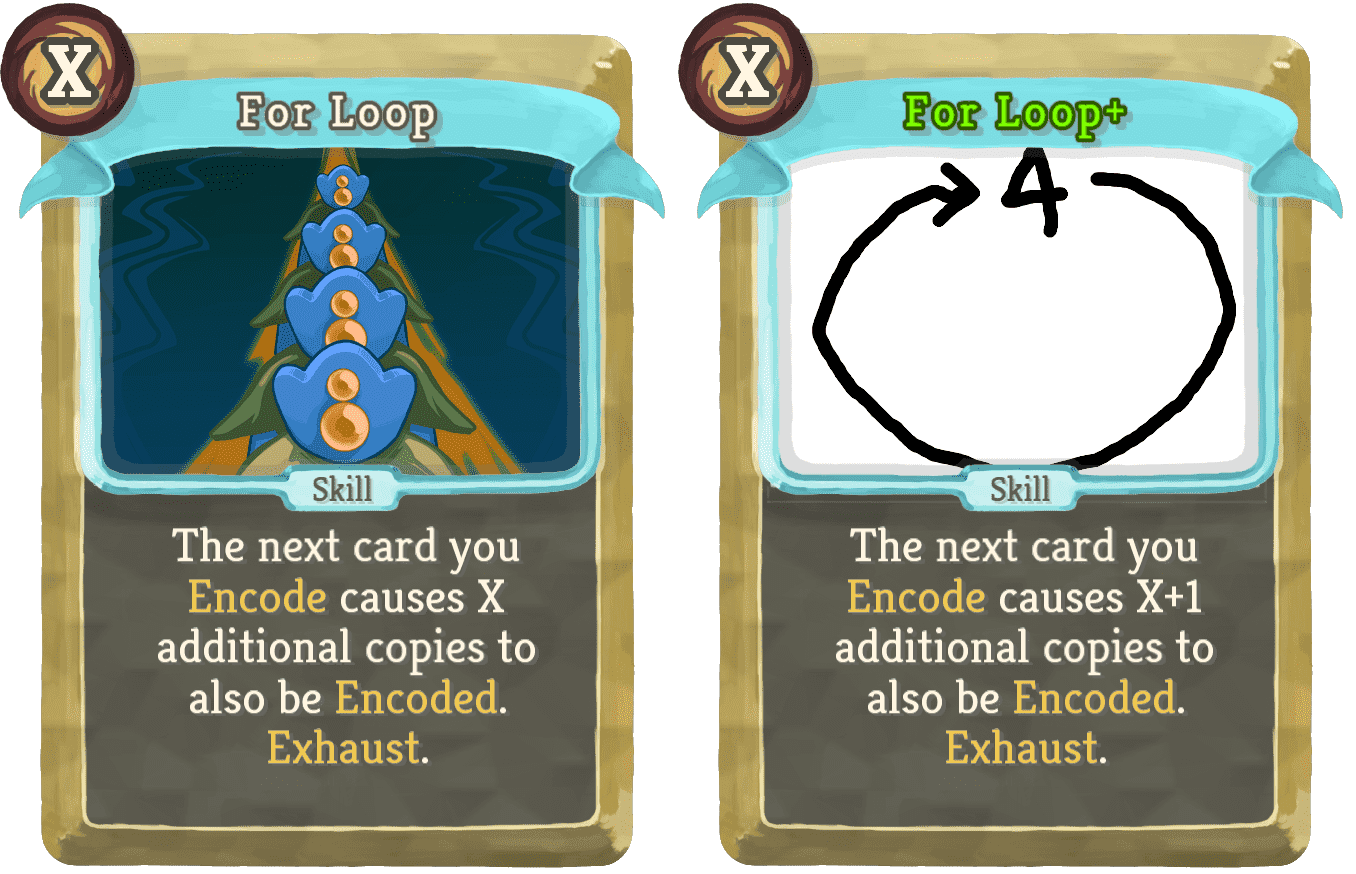 X
For Loop
Skill
The next card you
Encode causes X
additional copies to
also be Encoded.
Exhaust.
X
For Loop+
4
Skill
The next card you
Encode causes X+1
additional copies to
also be Encoded.
Exhaust.